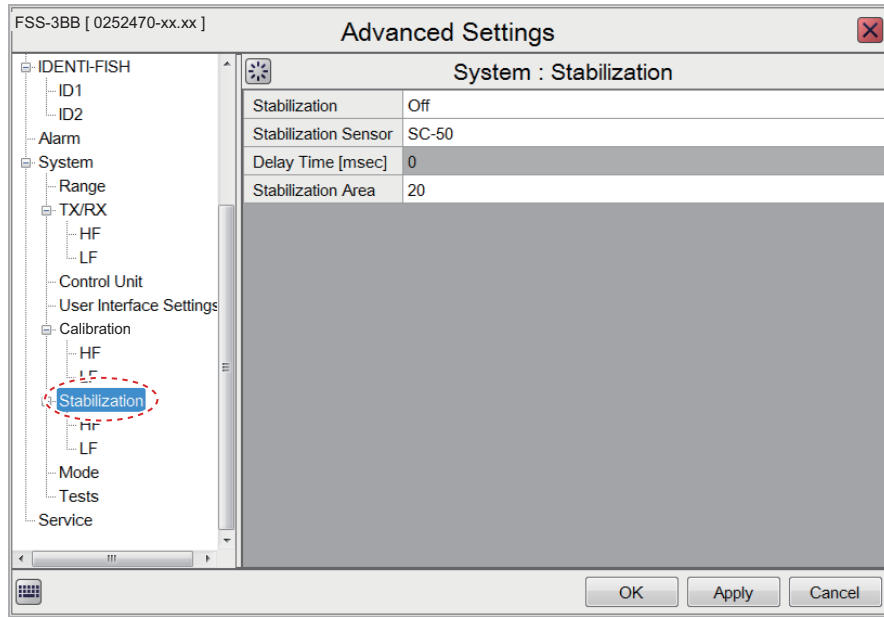 FSS-3BB [ 0252470-xx.xx ]
Advanced Settings
IDENTI-FISH
ID1
ID2
Alarm
System
Range
TX/RX
HF
LF
Control Unit
User Interface Settings
Calibration
HF
LF
Stabilization
HF
LF
Mode
Tests
Service
System : Stabilization
Stabilization Off
Stabilization Sensor SC-50
Delay Time [msec] 0
Stabilization Area 20
OK Apply Cancel